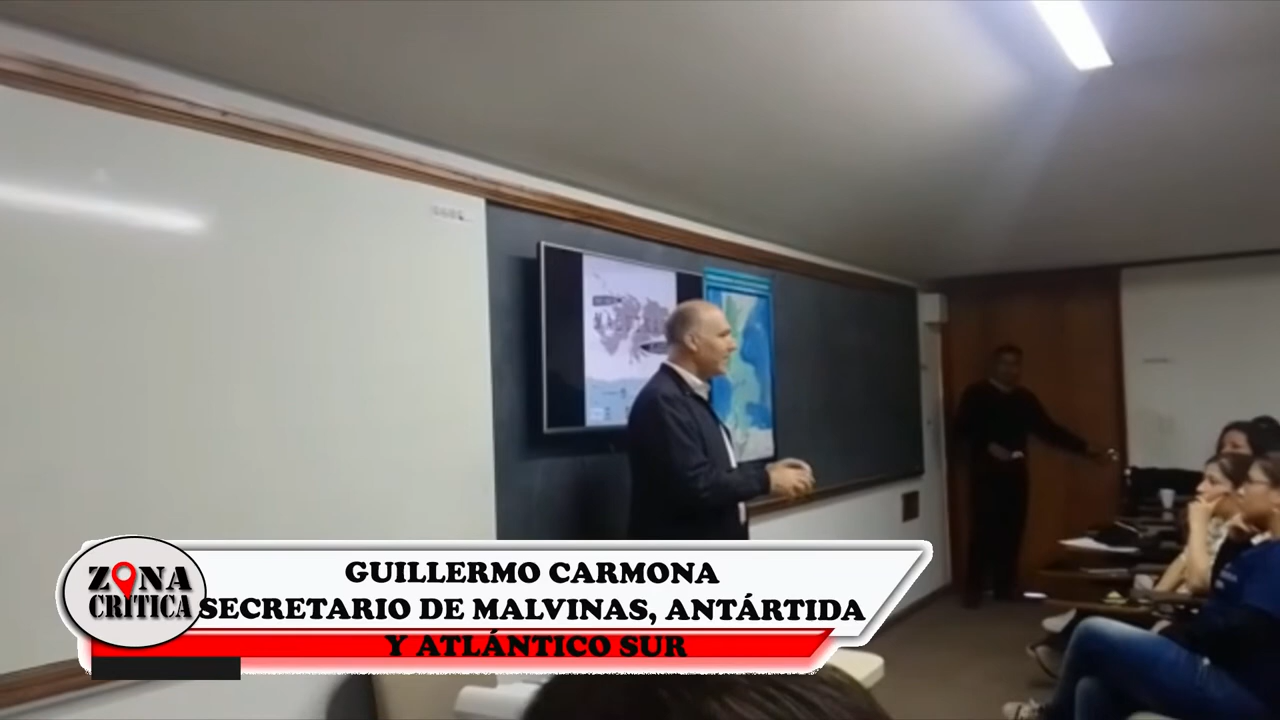 ZONA
CRITICA
GUILLERMO CARMONA
SECRETARIO DE MALVINAS, ANTÁRTIDA
Y ATLÁNTICO SUR